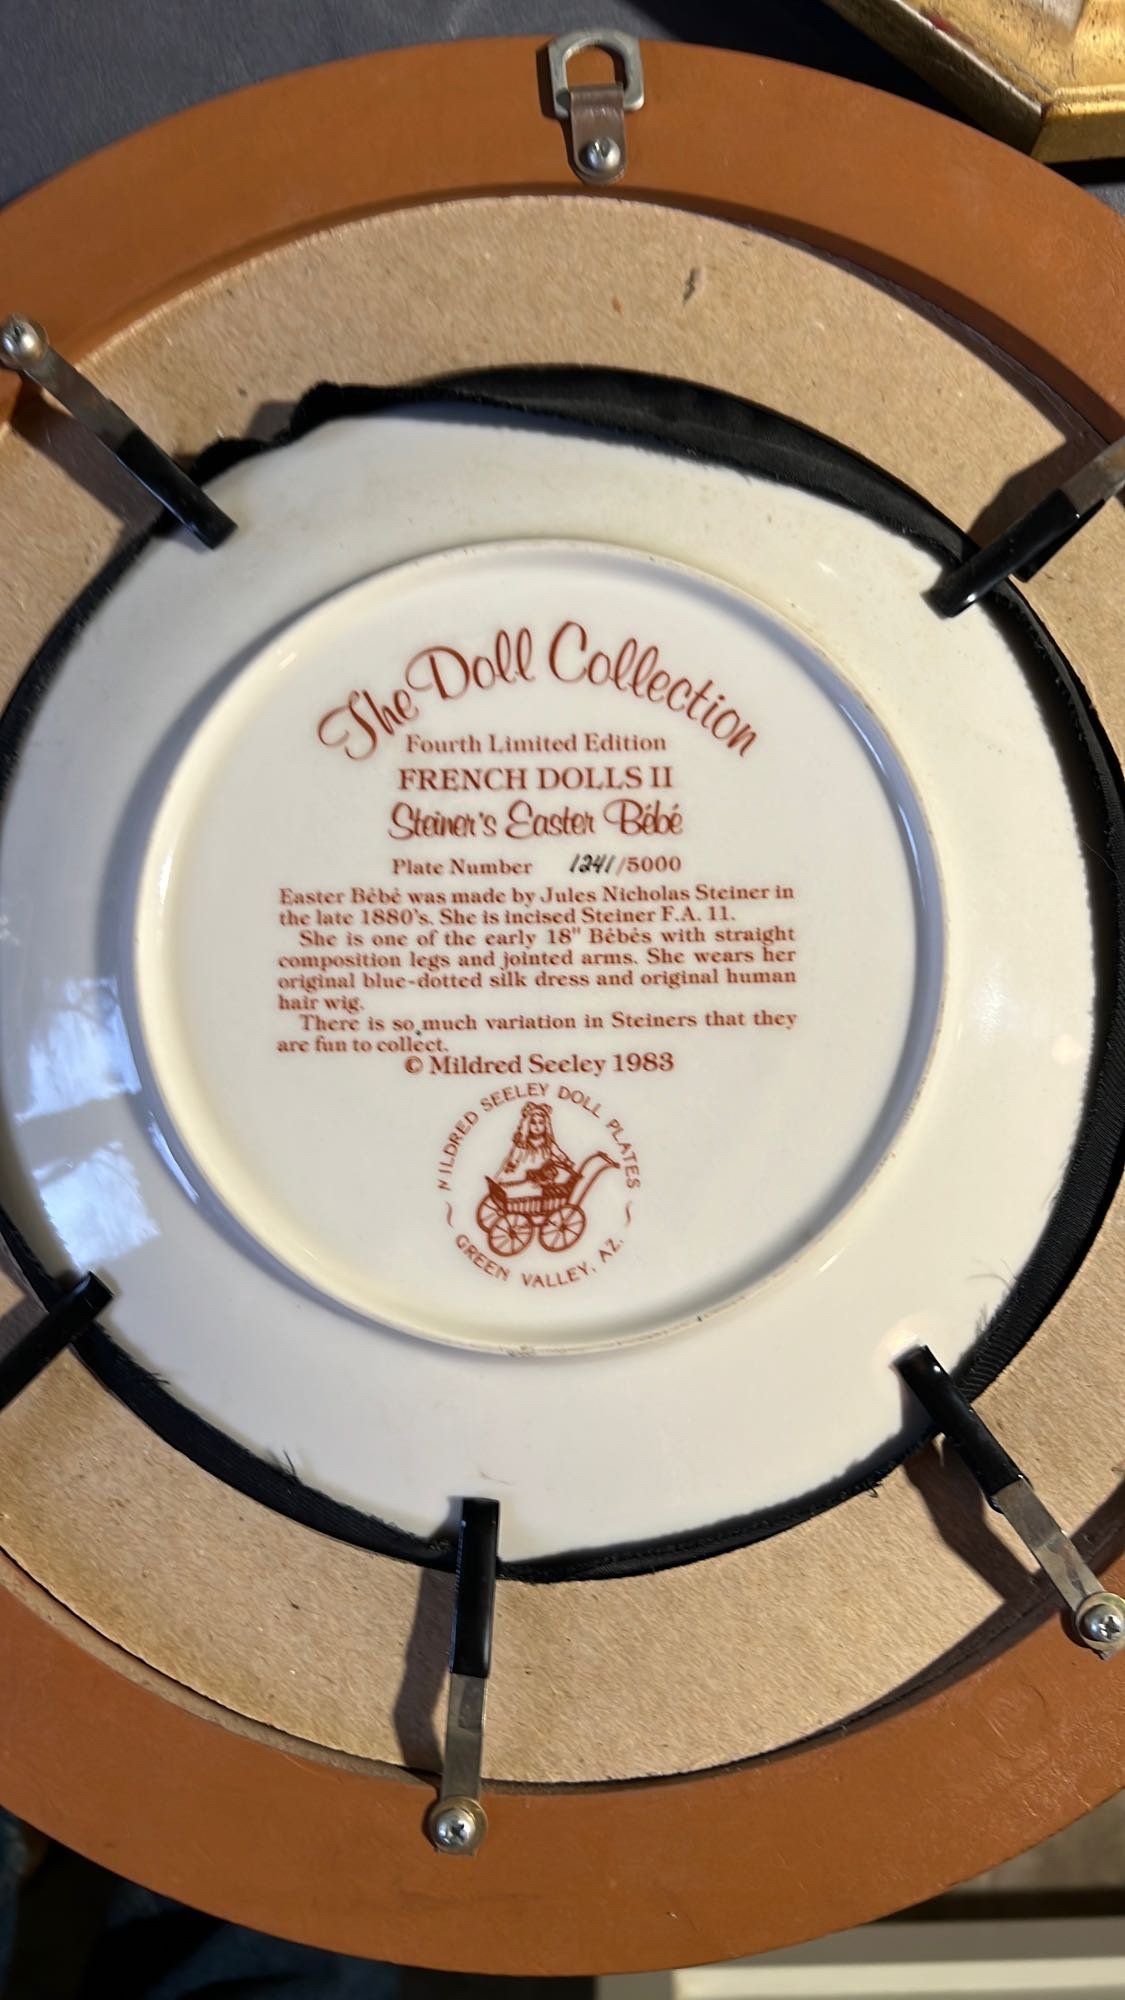 The Doll Collection
Fourth Limited Edition
FRENCH DOLLS II
Steiner's Easter Bébé
Plate Number 1241/5000
Easter Bébé was made by Jules Nicholas Steiner in
the late 1880's. She is incised Steiner F.A. 11.
She is one of the early 18" Bébés with straight
composition legs and jointed arms. She wears her
original blue-dotted silk dress and original human
hair wig.
There is so much variation in Steiners that they
are fun to collect.
© Mildred Seeley 1983
MILDRED SEELEY DOLL PLATES
~ GREEN VALLEY, AZ. ~